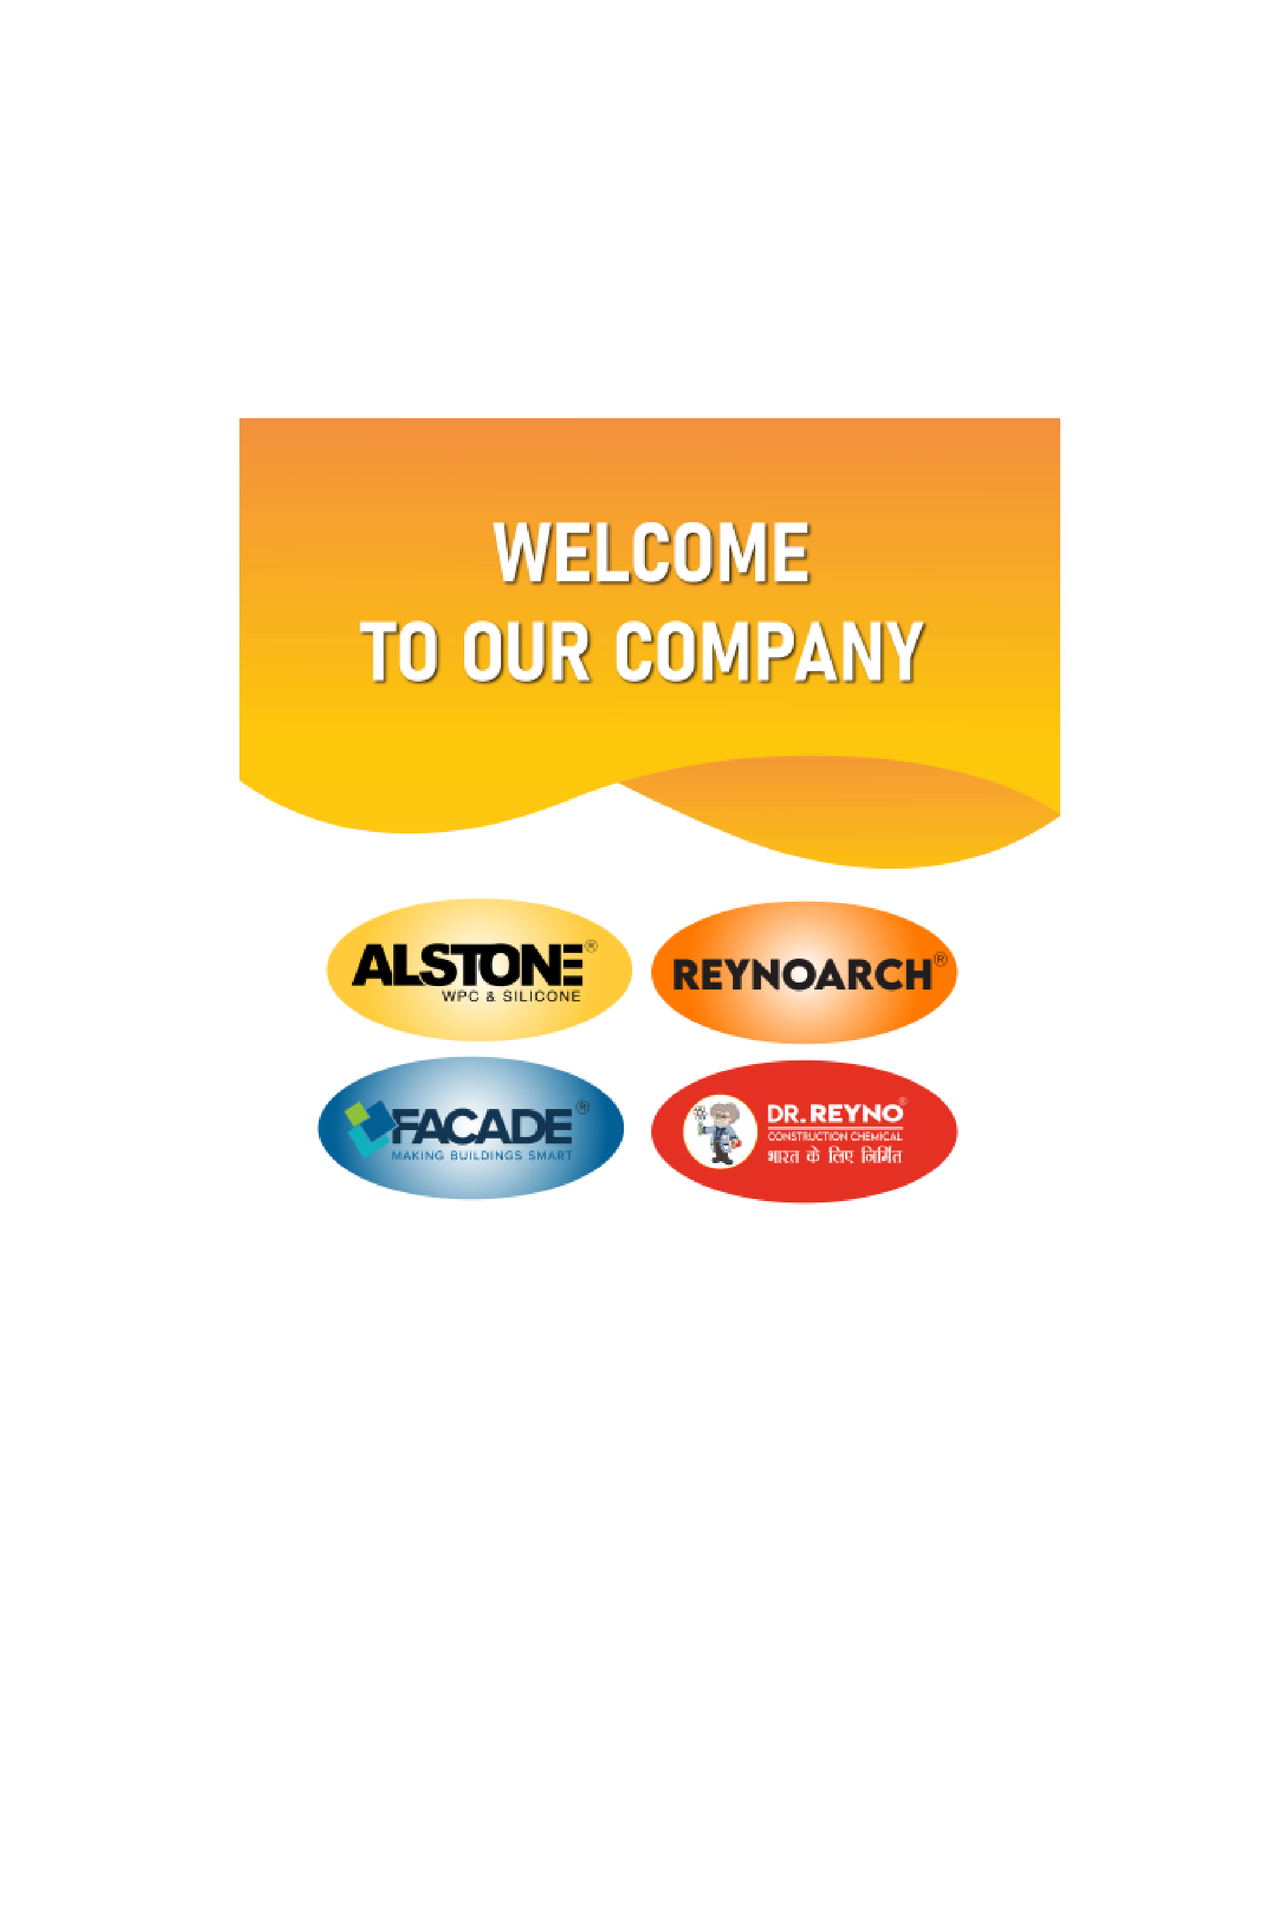 WELCOME
TO OUR COMPANY
ALSTONE®
WPC & SILICONE
REYNOARCH®
FACADE®
MAKING BUILDINGS SMART
DR. REYNO®
CONSTRUCTION CHEMICAL
भारत के लिए निर्मित